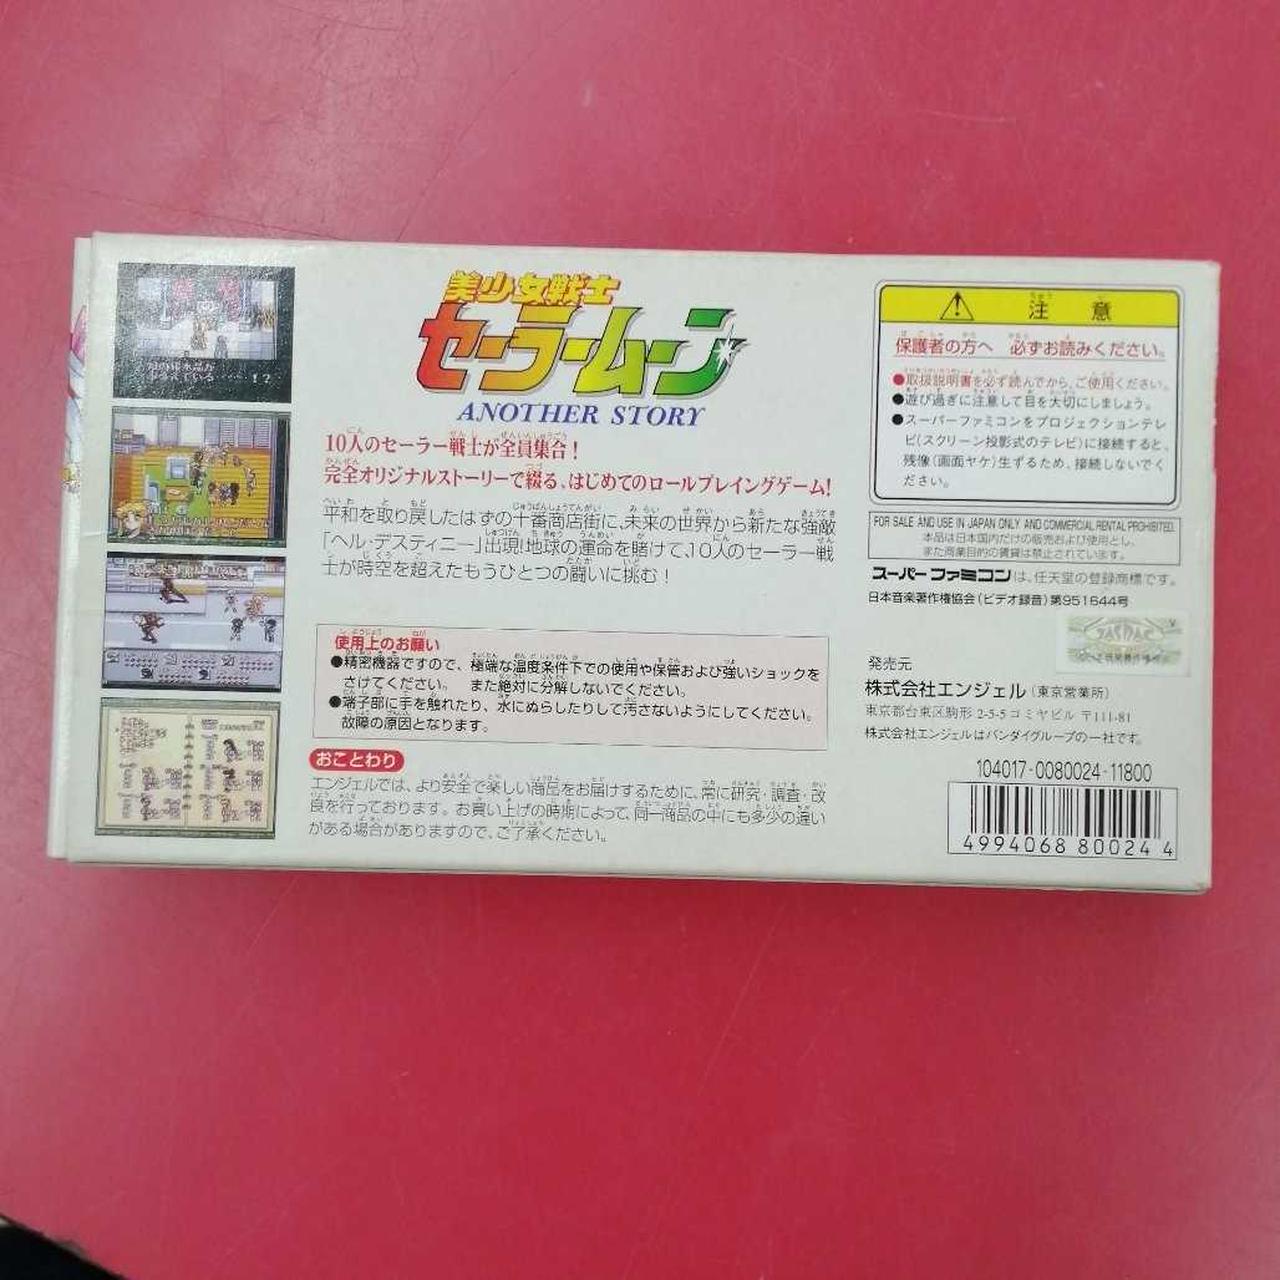 美少女戦士
セーラームーン
ANOTHER STORY
10人のセーラー戦士が全員集合！
完全オリジナルストーリーで綴る、はじめてのロールプレイングゲーム!
平和を取り戻したはずの十番商店街に、未来の世界から新たな強敵
「ヘル・デスティニー」出現!地球の運命を賭けて、10人のセーラー戦
士が時空を超えたもうひとつの闘いに挑む！
使用上のお願い
●精密機器ですので、極端な温度条件下での使用や保管および強いショックを
さけてください。 また絶対に分解しないでください。
●端子部に手を触れたり、水にぬらしたりして汚さないようにしてください。
故障の原因となります。
おことわり
エンジェルでは、より安全で楽しい商品をお届けするために、常に研究・調査・改
良を行っております。お買い上げの時期によって、同一商品の中にも多少の違い
がある場合がありますので、ご了承ください。
注意
保護者の方へ 必ずお読みください。
●取扱説明書を必ず読んでから、ご使用ください。
●遊び過ぎに注意して目を大切にしましょう。
●スーパーファミコンをプロジェクションテレ
ビ(スクリーン投影式のテレビ)に接続すると、
残像(画面ヤケ)生ずるため、接続しないでく
ださい。
FOR SALE AND USE IN JAPAN ONLY AND COMMERCIAL RENTAL PROHIBITED.
本品は日本国内だけの販売および使用とし、
また商業目的の賃貸は禁止されています。
スーパーファミコンは、任天堂の登録商標です。
日本音楽著作権協会(ビデオ録音)第951644号
JASRAC
発売元
株式会社エンジェル(東京営業所)
東京都台東区駒形 2-5-5 ゴミヤビル 〒111-81
株式会社エンジェルはバンダイグループの一社です。
104017-0080024-11800
4994068 80024 4